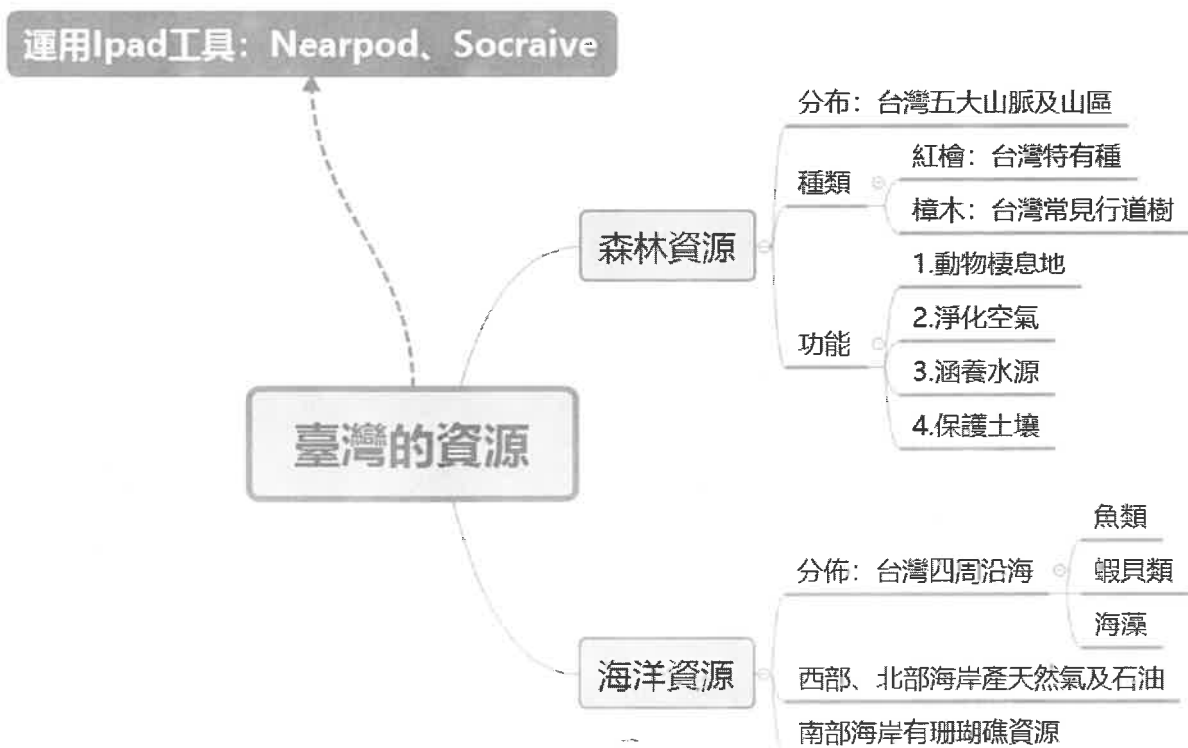 運用Ipad工具：Nearpod、Socraive
分布：台灣五大山脈及山區
紅檜：台灣特有種
種類
樟木：台灣常見行道樹
森林資源
1.動物棲息地
2.淨化空氣
功能
3.涵養水源
4.保護土壤
臺灣的資源
魚類
分佈：台灣四周沿海
蝦貝類
海藻
海洋資源
西部、北部海岸產天然氣及石油
南部海岸有珊瑚礁資源